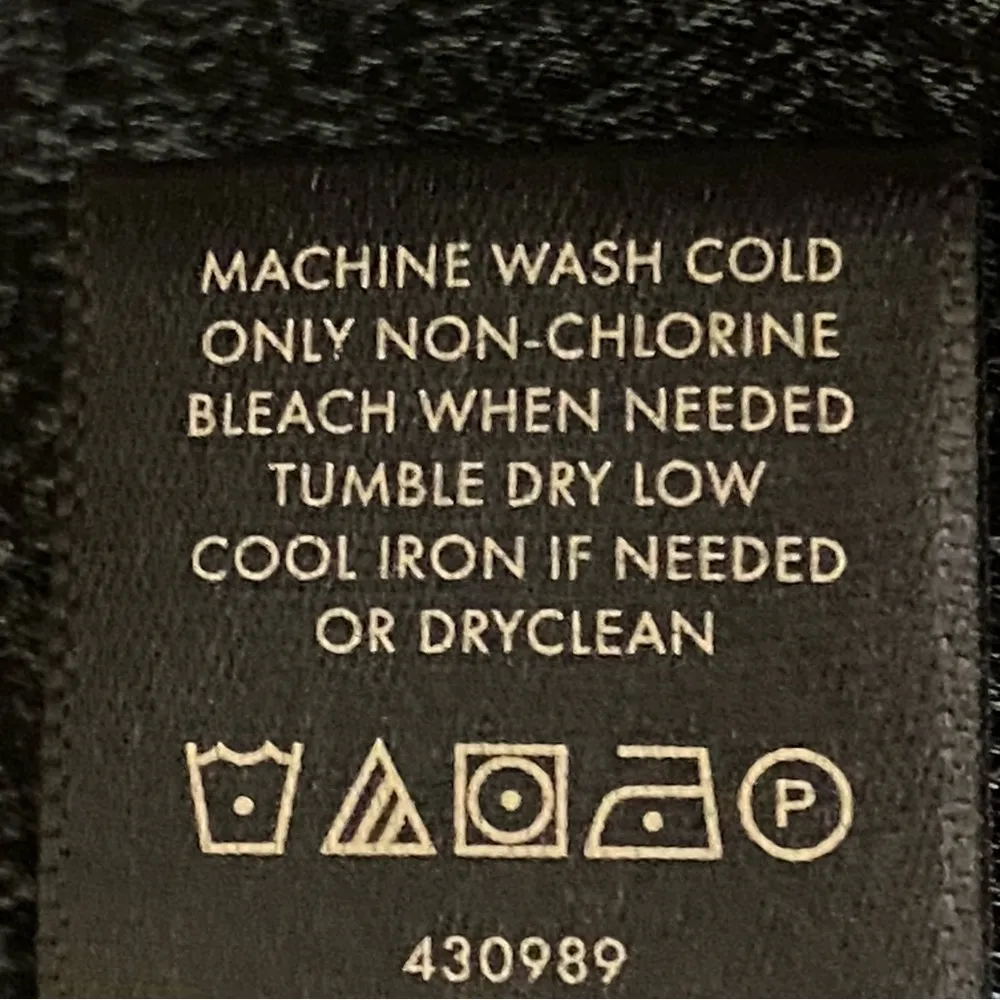 MACHINE WASH COLD
ONLY NON-CHLORINE
BLEACH WHEN NEEDED
TUMBLE DRY LOW
COOL IRON IF NEEDED
OR DRYCLEAN
P
430989